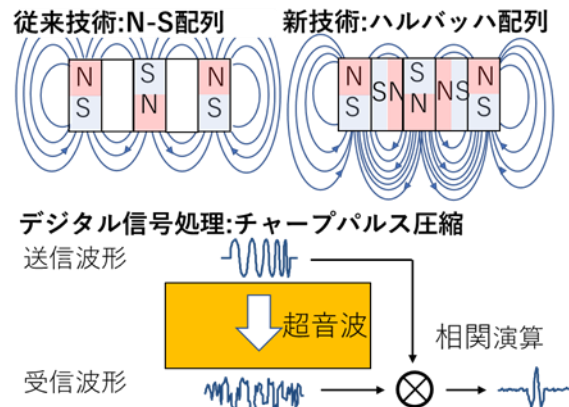 従来技術:N-S配列
新技術:ハルバッハ配列
N S N
S N S
N SN S N NS N S
デジタル信号処理:チャープパルス圧縮
送信波形
超音波
相関演算
受信波形